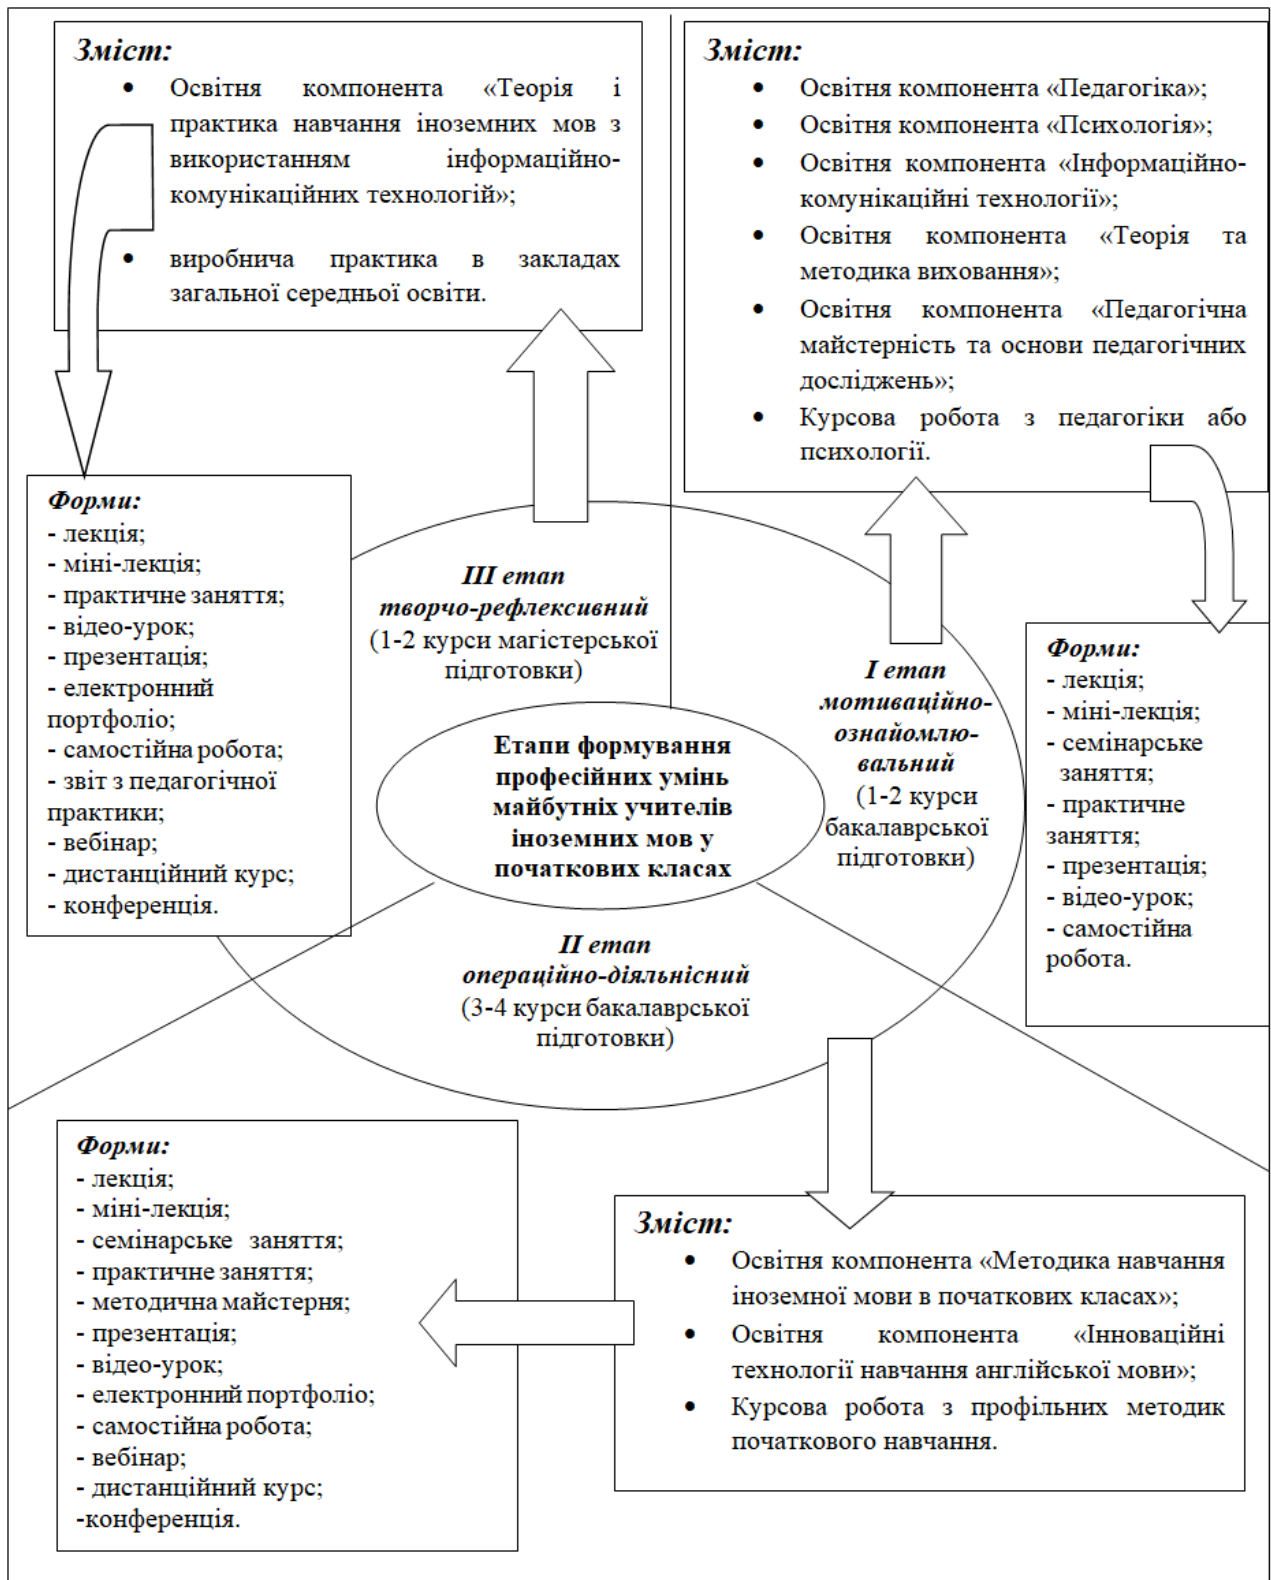 Зміст:
• Освітня компонента «Теорія і
практика навчання іноземних мов з
використанням інформаційно-
комунікаційних технологій»;
• виробнича практика в закладах
загальної середньої освіти.
Зміст:
• Освітня компонента «Педагогіка»;
• Освітня компонента «Психологія»;
• Освітня компонента «Інформаційно-
комунікаційні технології»;
• Освітня компонента «Теорія та
методика виховання»;
• Освітня компонента «Педагогічна
майстерність та основи педагогічних
досліджень»;
• Курсова робота з педагогіки або
психології.
Форми:
- лекція;
- міні-лекція;
- практичне заняття;
- відео-урок;
- презентація;
- електронний
портфоліо;
- самостійна робота;
- звіт з педагогічної
практики;
- вебінар;
- дистанційний курс;
- конференція.
III етап
творчо-рефлексивний
(1-2 курси магістерської
підготовки)
I етап
мотиваційно-
ознайомлю-
вальний
(1-2 курси
бакалаврської
підготовки)
Форми:
- лекція;
- міні-лекція;
- семінарське
заняття;
- практичне
заняття;
- презентація;
- відео-урок;
- самостійна
робота.
Етапи формування
професійних умінь
майбутніх учителів
іноземних мов у
початкових класах
II етап
операційно-діяльнісний
(3-4 курси бакалаврської
підготовки)
Форми:
- лекція;
- міні-лекція;
- семінарське заняття;
- практичне заняття;
- методична майстерня;
- презентація;
- відео-урок;
- електронний портфоліо;
- самостійна робота;
- вебінар;
- дистанційний курс;
-конференція.
Зміст:
• Освітня компонента «Методика навчання
іноземної мови в початкових класах»;
• Освітня компонента «Інноваційні
технології навчання англійської мови»;
• Курсова робота з профільних методик
початкового навчання.